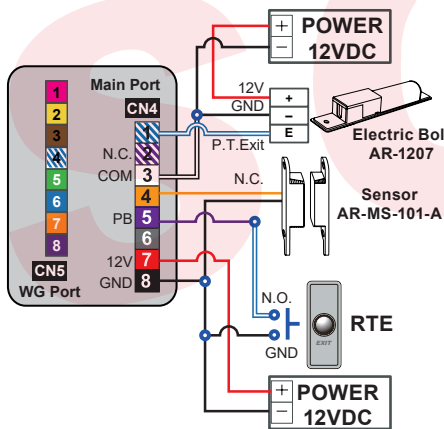 + POWER
− 12VDC
Main Port
CN4
1
2
3
4
5
6
7
8
CN5
WG Port
1
N.C. 2
COM 3
4
PB 5
6
12V 7
GND 8
12V
GND
P.T.Exit
+
−
E
Electric Bol
AR-1207
N.C.
Sensor
AR-MS-101-A
N.O.
GND
EXIT
RTE
+ POWER
− 12VDC